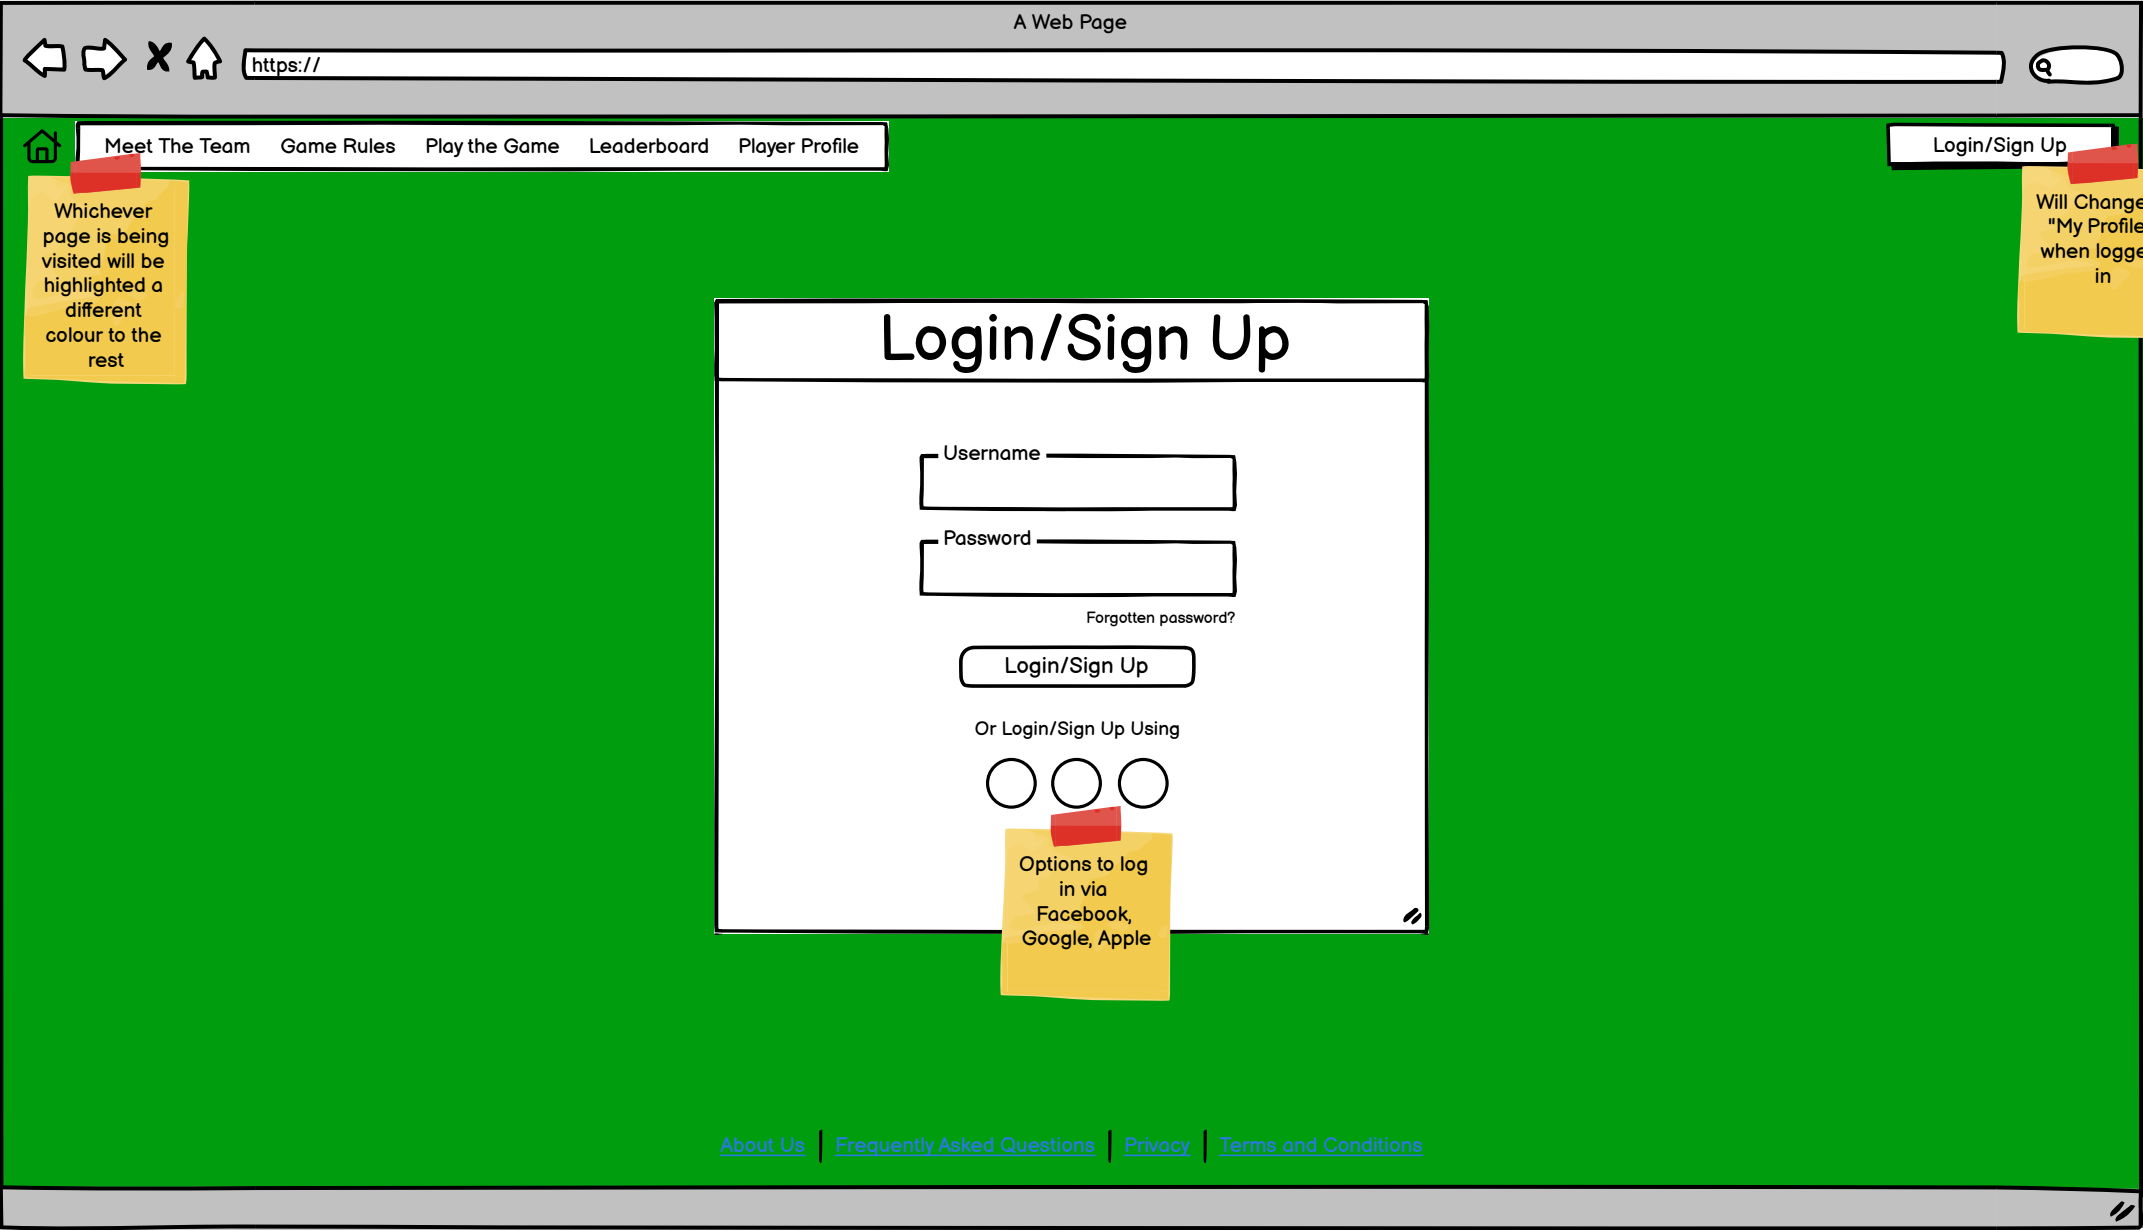 A Web Page
https://
Meet The Team Game Rules Play the Game Leaderboard Player Profile
Login/Sign Up
Whichever
page is being
visited will be
highlighted a
different
colour to the
rest
Will Change
"My Profile
when logge
in
Login/Sign Up
Username
Password
Forgotten password?
Login/Sign Up
Or Login/Sign Up Using
Options to log
in via
Facebook,
Google, Apple
About Us Frequently Asked Questions Privacy Terms and Conditions